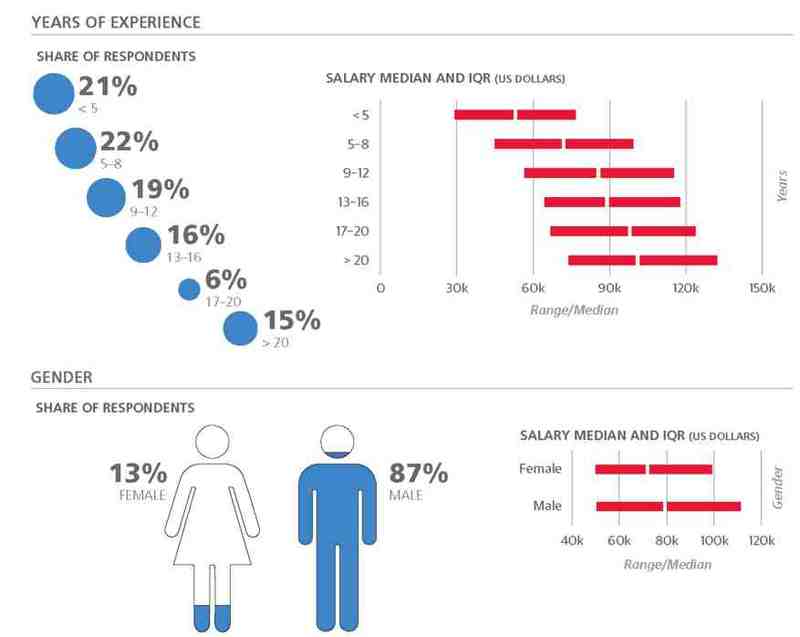 YEARS OF EXPERIENCE
SHARE OF RESPONDENTS
21%
< 5
22%
5–8
19%
9–12
16%
13–16
6%
17–20
15%
> 20
SALARY MEDIAN AND IQR (US DOLLARS)
< 5
5–8
9–12
13–16
17–20
> 20
Years
0 30k 60k 90k 120k 150k
Range/Median
GENDER
SHARE OF RESPONDENTS
13%
FEMALE
87%
MALE
SALARY MEDIAN AND IQR (US DOLLARS)
Female
Male
Gender
40k 60k 80k 100k 120k
Range/Median